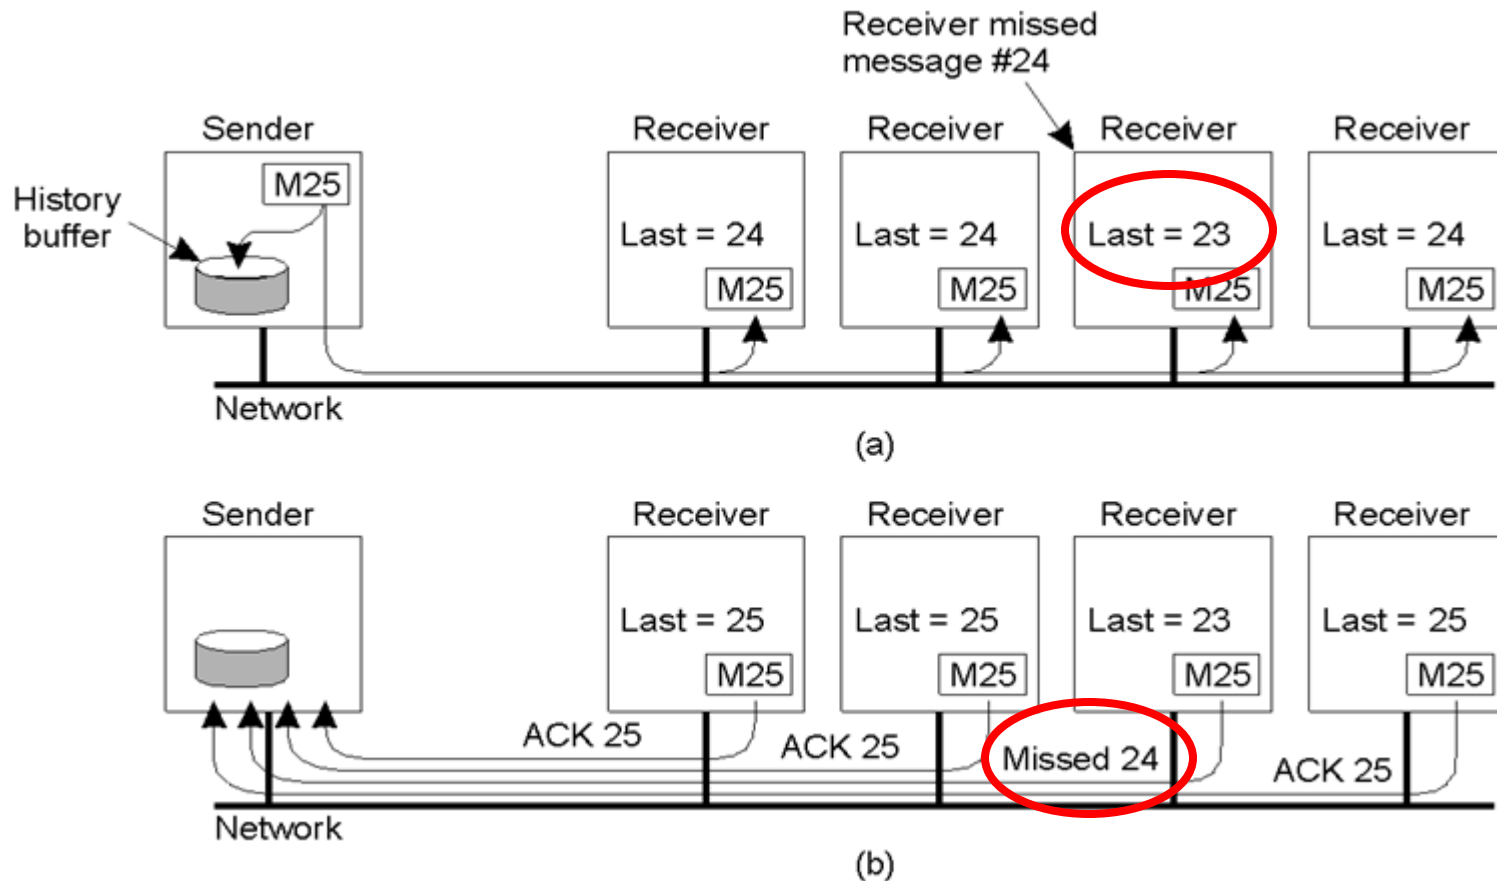 Receiver missed
message #24
Sender
Receiver
Receiver
Receiver
Receiver
History
buffer
M25
Last = 24
Last = 24
Last = 23
Last = 24
M25
M25
M25
M25
Network
(a)
Sender
Receiver
Receiver
Receiver
Receiver
Last = 25
Last = 25
Last = 23
Last = 25
M25
M25
M25
M25
ACK 25
ACK 25
Missed 24
ACK 25
Network
(b)